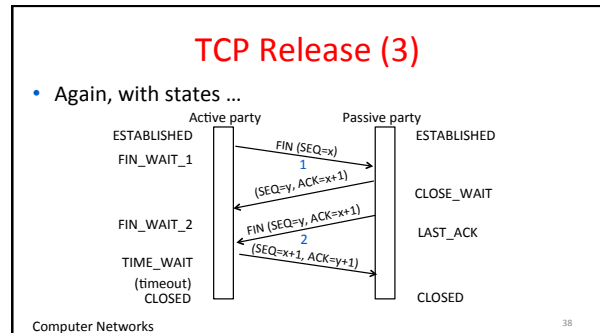 TCP Release (3)
• Again, with states …
Active party Passive party
ESTABLISHED ESTABLISHED
FIN (SEQ=x)
FIN_WAIT_1
1
(SEQ=y, ACK=x+1)
CLOSE_WAIT
FIN_WAIT_2
FIN (SEQ=y, ACK=x+1)
LAST_ACK
2
(SEQ=x+1, ACK=y+1)
TIME_WAIT
(timeout)
CLOSED CLOSED
Computer Networks 38